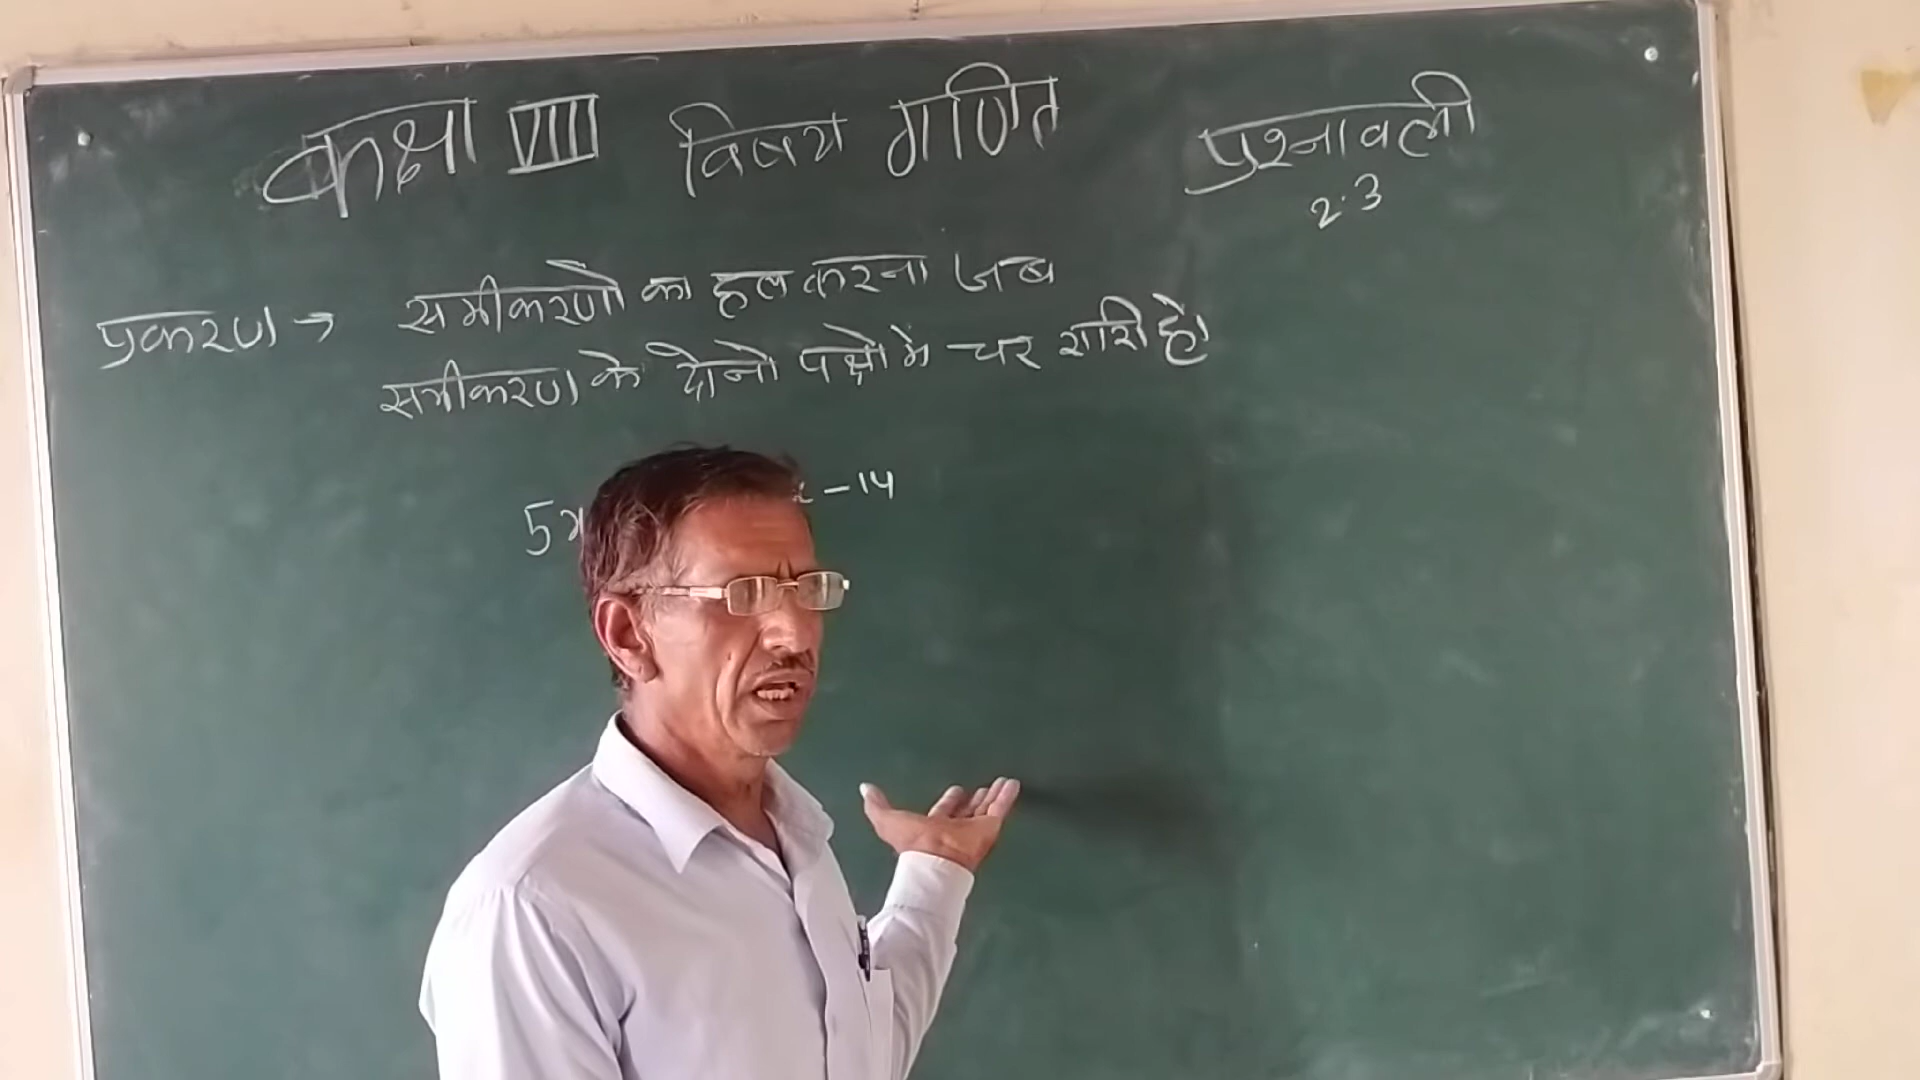 कक्षा VIII विषय गणित प्रश्नावली
2.3
प्रकरण → समीकरणों का हल करना जब
समीकरण के दोनो पक्षों में चर राशि हो
5x -14